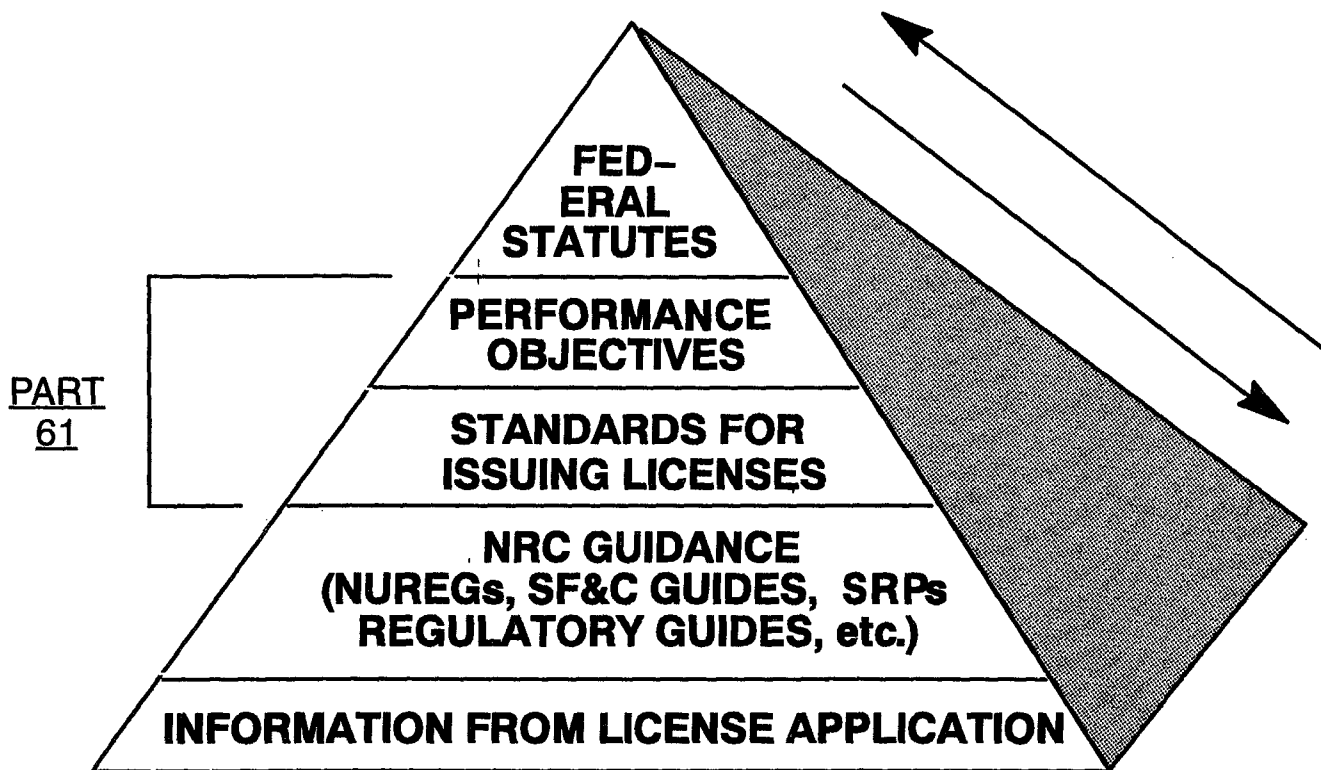 FED–
ERAL
STATUTES
PERFORMANCE
OBJECTIVES
PART
61
STANDARDS FOR
ISSUING LICENSES
NRC GUIDANCE
(NUREGs, SF&C GUIDES, SRPs
REGULATORY GUIDES, etc.)
INFORMATION FROM LICENSE APPLICATION